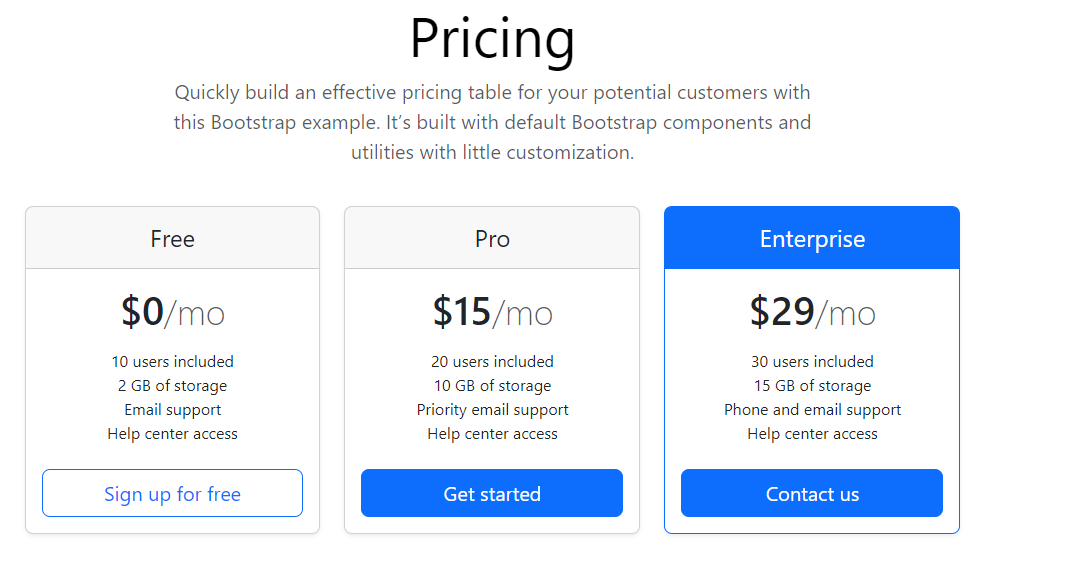 Pricing
Quickly build an effective pricing table for your potential customers with
this Bootstrap example. It’s built with default Bootstrap components and
utilities with little customization.
Free
$0/mo
10 users included
2 GB of storage
Email support
Help center access
Sign up for free
Pro
$15/mo
20 users included
10 GB of storage
Priority email support
Help center access
Get started
Enterprise
$29/mo
30 users included
15 GB of storage
Phone and email support
Help center access
Contact us